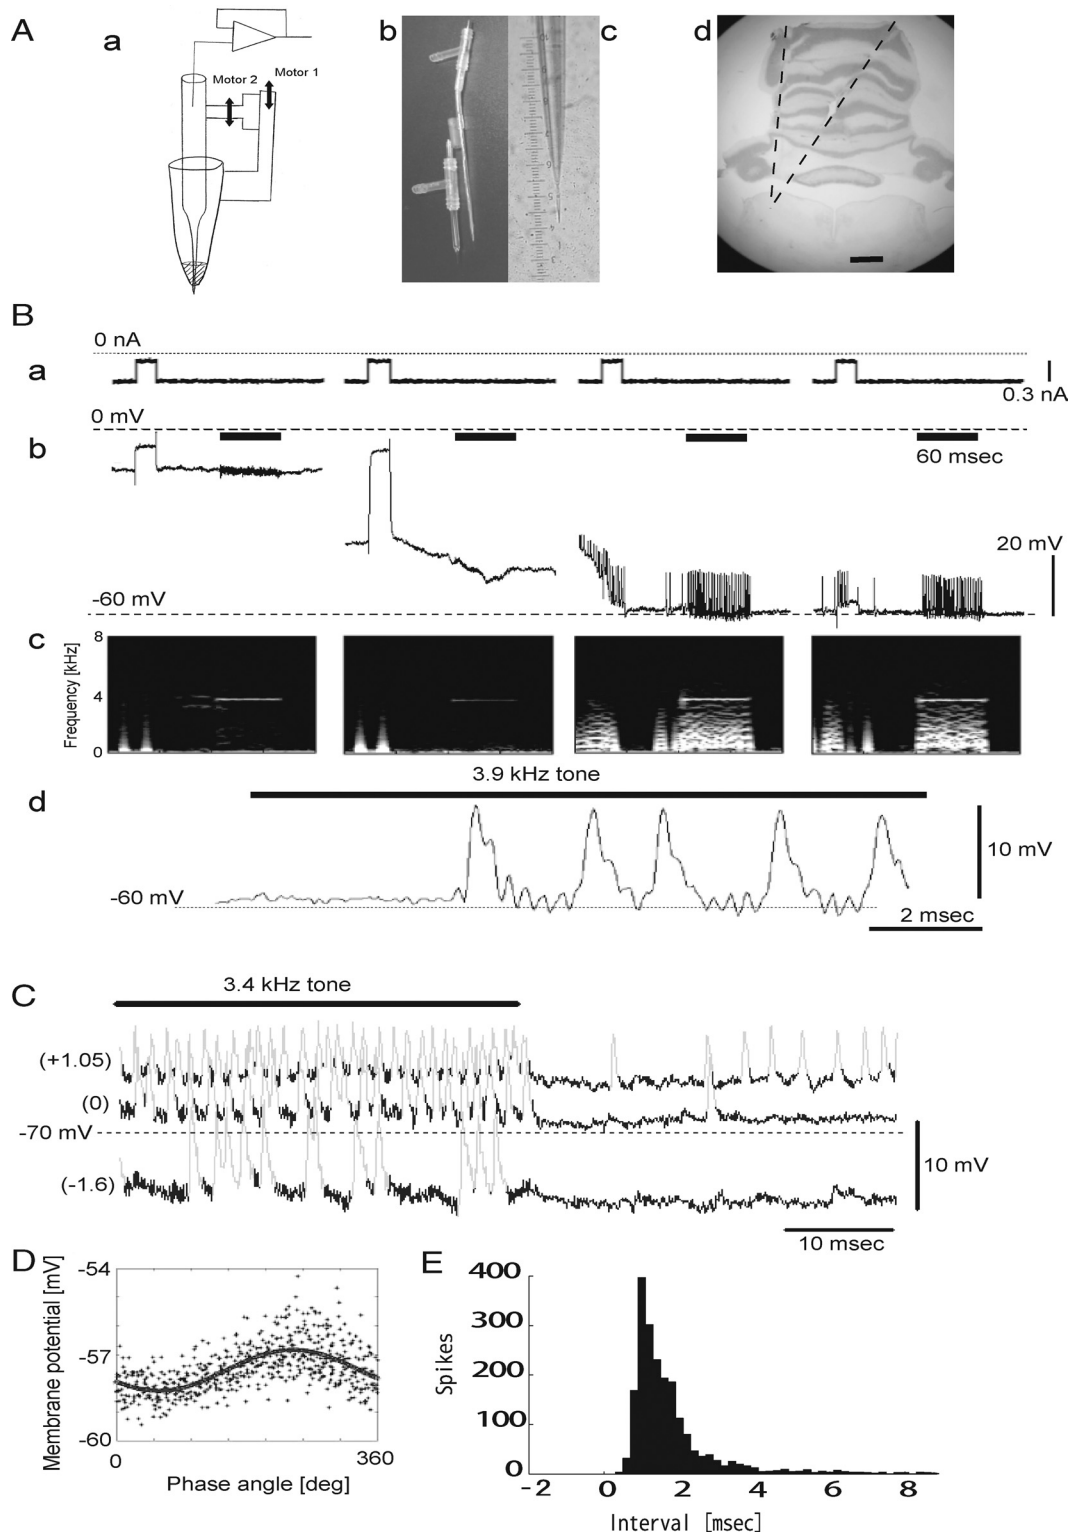 A
a
Motor 2
Motor 1
b
c
d
B
0 nA
a
0.3 nA
0 mV
b
60 msec
20 mV
-60 mV
c
Frequency [kHz]
8
4
0
3.9 kHz tone
d
10 mV
-60 mV
2 msec
C
3.4 kHz tone
(+1.05)
(0)
-70 mV
(-1.6)
10 mV
10 msec
D
Membrane potential [mV]
-54
-57
-60
0
360
Phase angle [deg]
E
Spikes
400
300
200
100
0
-2
0
2
4
6
8
Interval [msec]